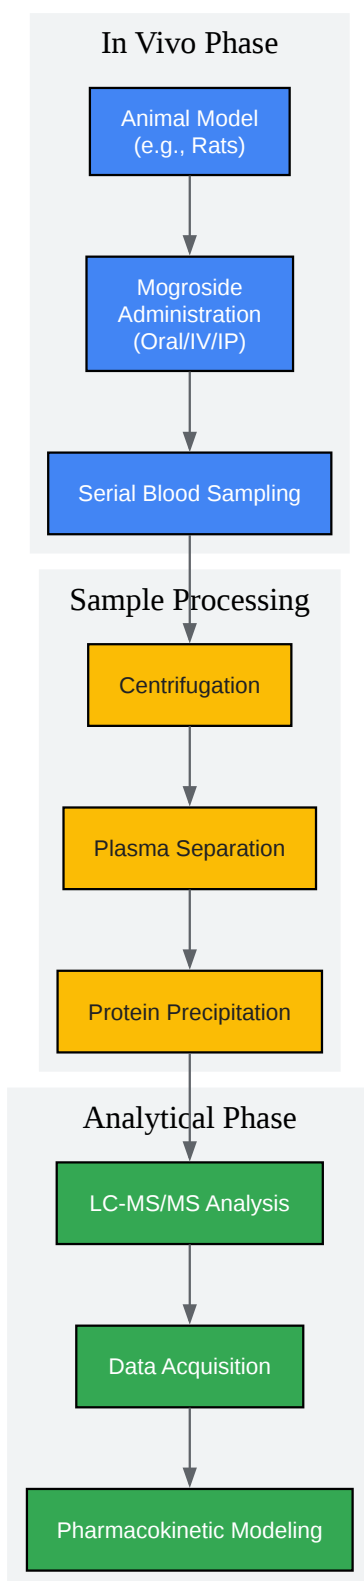 In Vivo Phase
Animal Model
(e.g., Rats)
Mogroside
Administration
(Oral/IV/IP)
Serial Blood Sampling
Sample Processing
Centrifugation
Plasma Separation
Protein Precipitation
Analytical Phase
LC-MS/MS Analysis
Data Acquisition
Pharmacokinetic Modeling